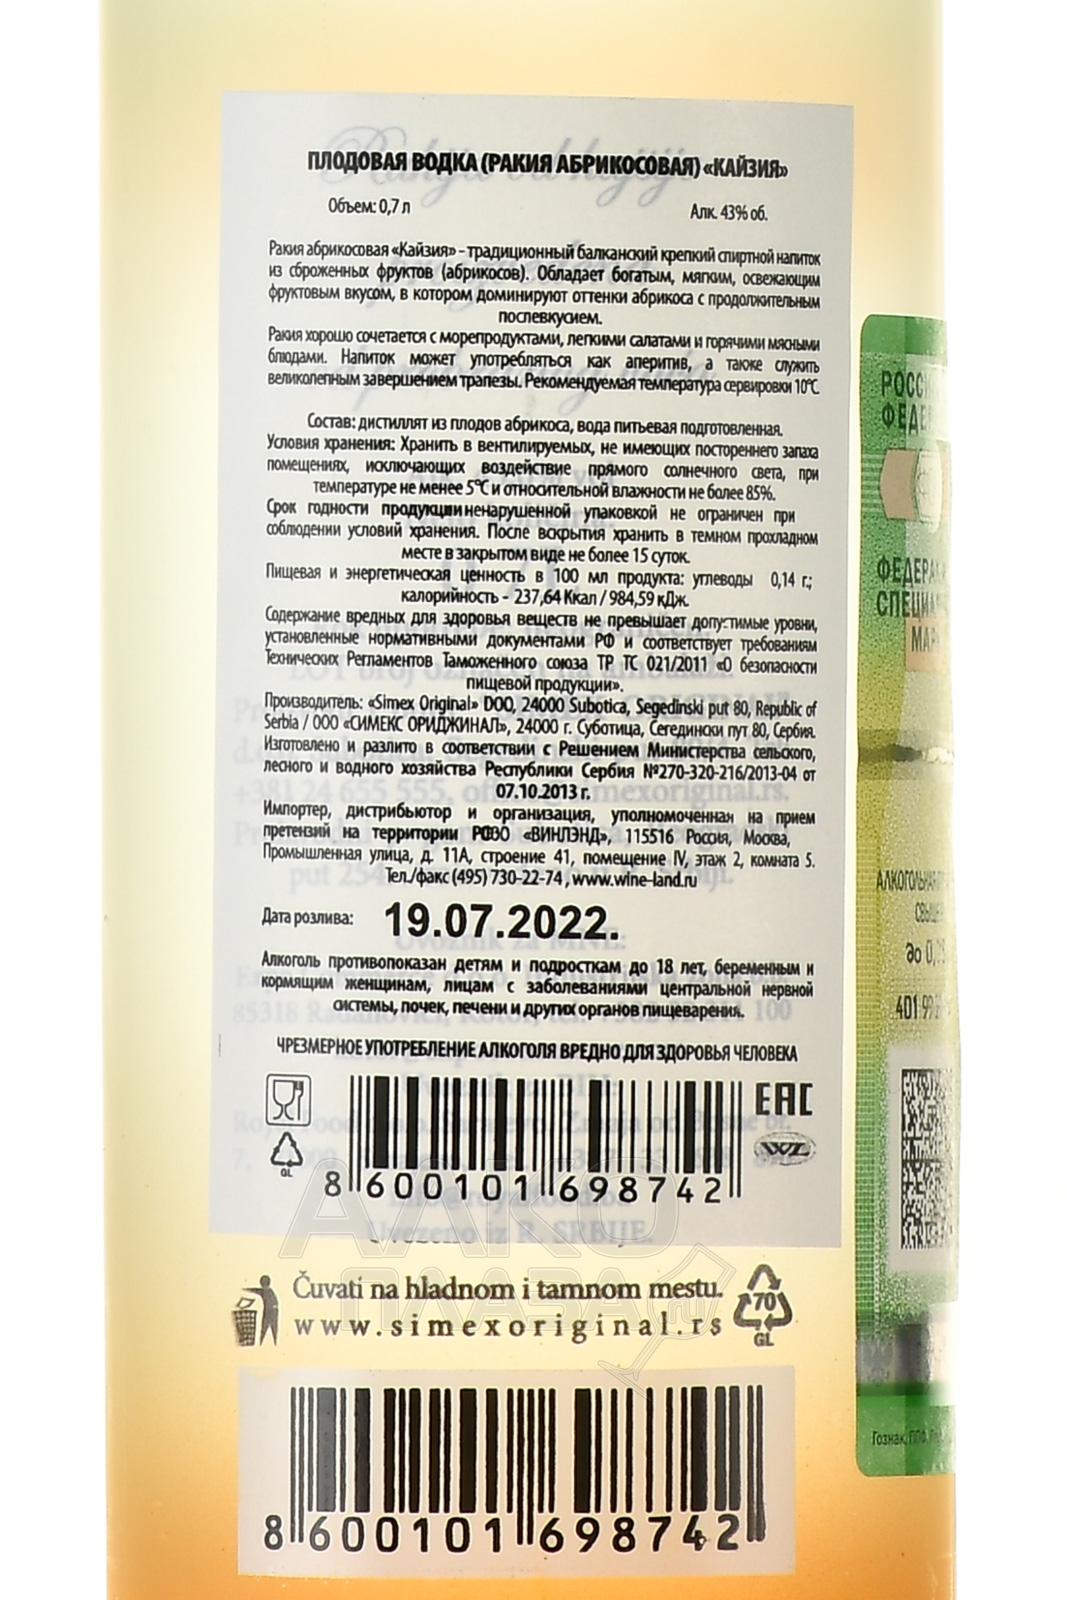 ПЛОДОВАЯ ВОДКА (РАКИЯ АБРИКОСОВАЯ) «КАЙЗИЯ»
Объем: 0,7 л Алк. 43% об.
Ракия абрикосовая «Кайзия» - традиционный балканский крепкий спиртной напиток
из сброженных фруктов (абрикосов). Обладает богатым, мягким, освежающим
фруктовым вкусом, в котором доминируют оттенки абрикоса с продолжительным
послевкусием.
Ракия хорошо сочетается с морепродуктами, легкими салатами и горячими мясными
блюдами. Напиток может употребляться как аперитив, а также служить
великолепным завершением трапезы. Рекомендуемая температура сервировки 10°С.
Состав: дистиллят из плодов абрикоса, вода питьевая подготовленная.
Условия хранения: Хранить в вентилируемых, не имеющих постороннего запаха
помещениях, исключающих воздействие прямого солнечного света, при
температуре не менее 5°С и относительной влажности не более 85%.
Срок годности продукции ненарушенной упаковкой не ограничен при
соблюдении условий хранения. После вскрытия хранить в темном прохладном
месте в закрытом виде не более 15 суток.
Пищевая и энергетическая ценность в 100 мл продукта: углеводы 0,14 г.;
калорийность - 237,64 Ккал / 984,59 кДж.
Содержание вредных для здоровья веществ не превышает допустимые уровни,
установленные нормативными документами РФ и соответствует требованиям
Технических Регламентов Таможенного союза ТР ТС 021/2011 «О безопасности
пищевой продукции».
Производитель: «Simex Original» DOO, 24000 Subotica, Segedinski put 80, Republic of
Serbia / ООО «СИМЕКС ОРИДЖИНАЛ», 24000 г. Суботица, Сегедински пут 80, Сербия.
Изготовлено и разлито в соответствии с Решением Министерства сельского,
лесного и водного хозяйства Республики Сербия №270-320-216/2013-04 от
07.10.2013 г.
Импортер, дистрибьютор и организация, уполномоченная на прием
претензий на территории «ВИНЛЭНД», 115516 Россия, Москва,
Промышленная улица, д. 11А, строение 41, помещение IV, этаж 2, комната 5.
Тел./факс (495) 730-22-74 , www.wine-land.ru
Дата розлива: 19.07.2022.
Алкоголь противопоказан детям и подросткам до 18 лет, беременным и
кормящим женщинам, лицам с заболеваниями центральной нервной
системы, почек, печени и других органов пищеварения.
ЧРЕЗМЕРНОЕ УПОТРЕБЛЕНИЕ АЛКОГОЛЯ ВРЕДНО ДЛЯ ЗДОРОВЬЯ ЧЕЛОВЕКА
EAC
WL
GL
8 600101 698742
Uvezeno iz R. SRBIJE.
АЛКО
ПЛАЗА
.ru
Čuvati na hladnom i tamnom mestu.
www.simexoriginal.rs
70
GL
8 600101 698742
401